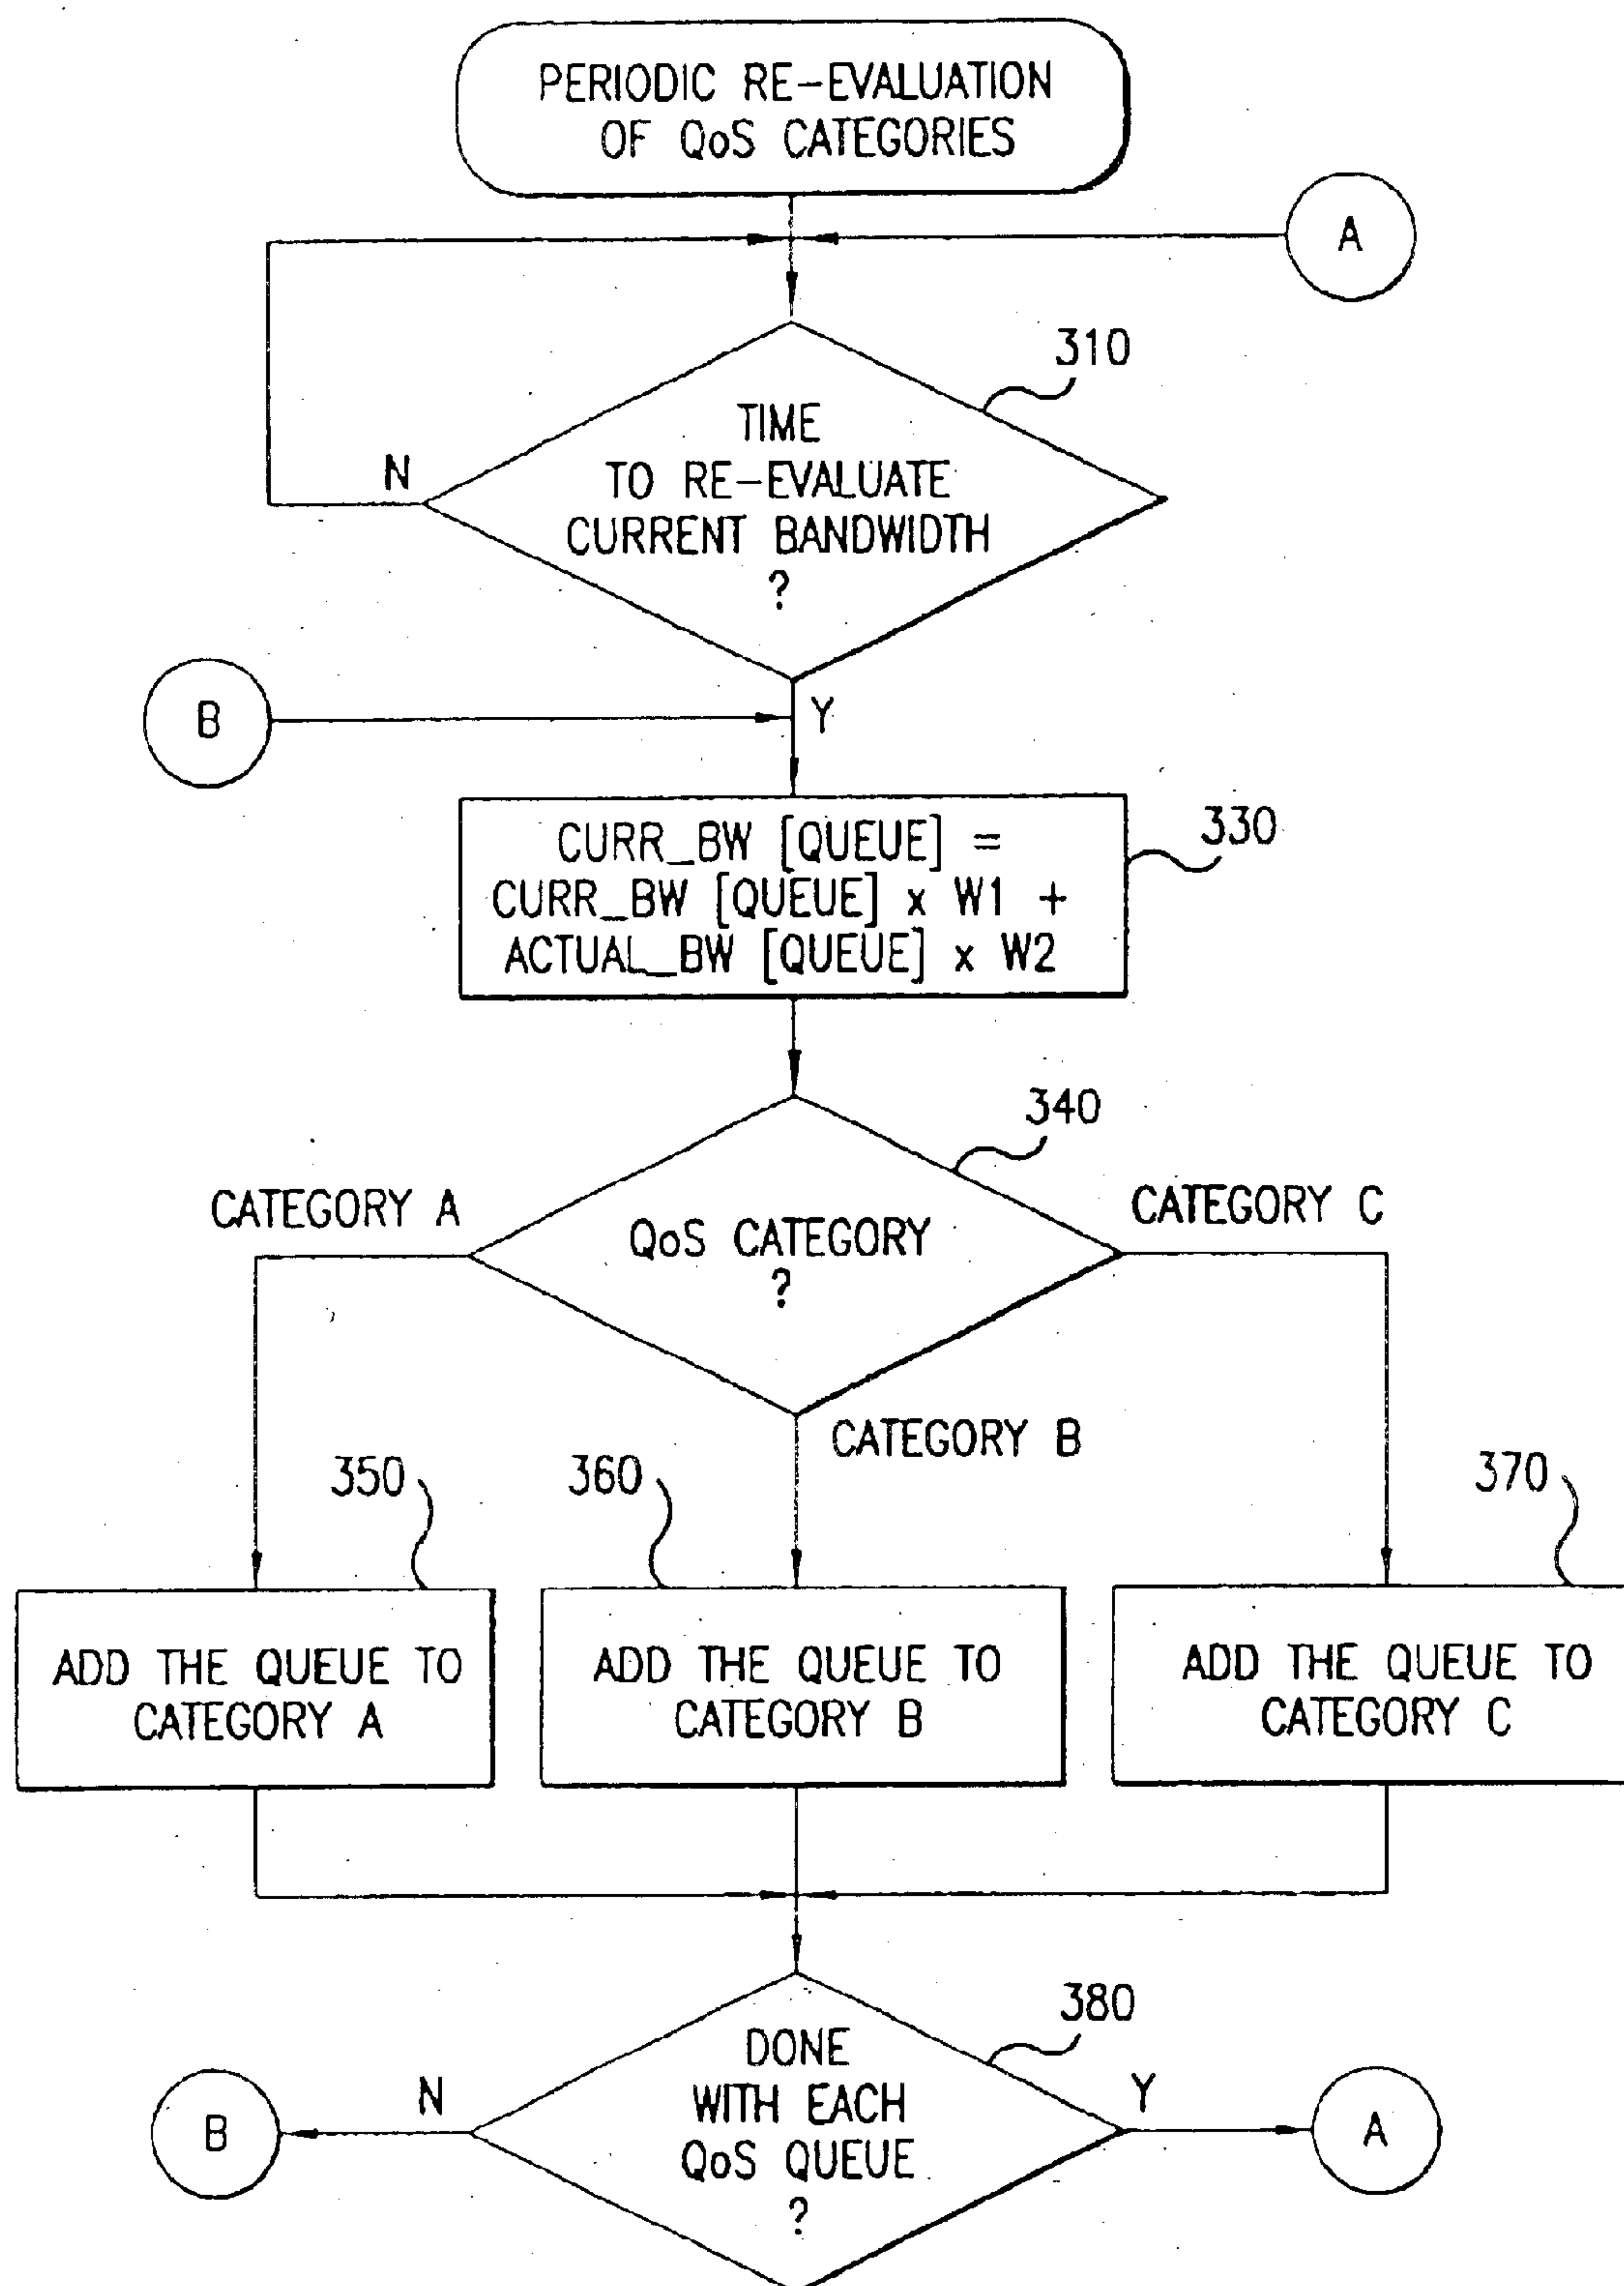 PERIODIC RE-EVALUATION
OF QoS CATEGORIES
A
310
TIME
TO RE-EVALUATE
CURRENT BANDWIDTH
?
N
B
Y
CURR_BW [QUEUE] =
CURR_BW [QUEUE] x W1 +
ACTUAL_BW [QUEUE] x W2
330
340
CATEGORY A
QoS CATEGORY
?
CATEGORY C
CATEGORY B
350
360
370
ADD THE QUEUE TO
CATEGORY A
ADD THE QUEUE TO
CATEGORY B
ADD THE QUEUE TO
CATEGORY C
380
DONE
WITH EACH
QoS QUEUE
?
N
B
Y
A